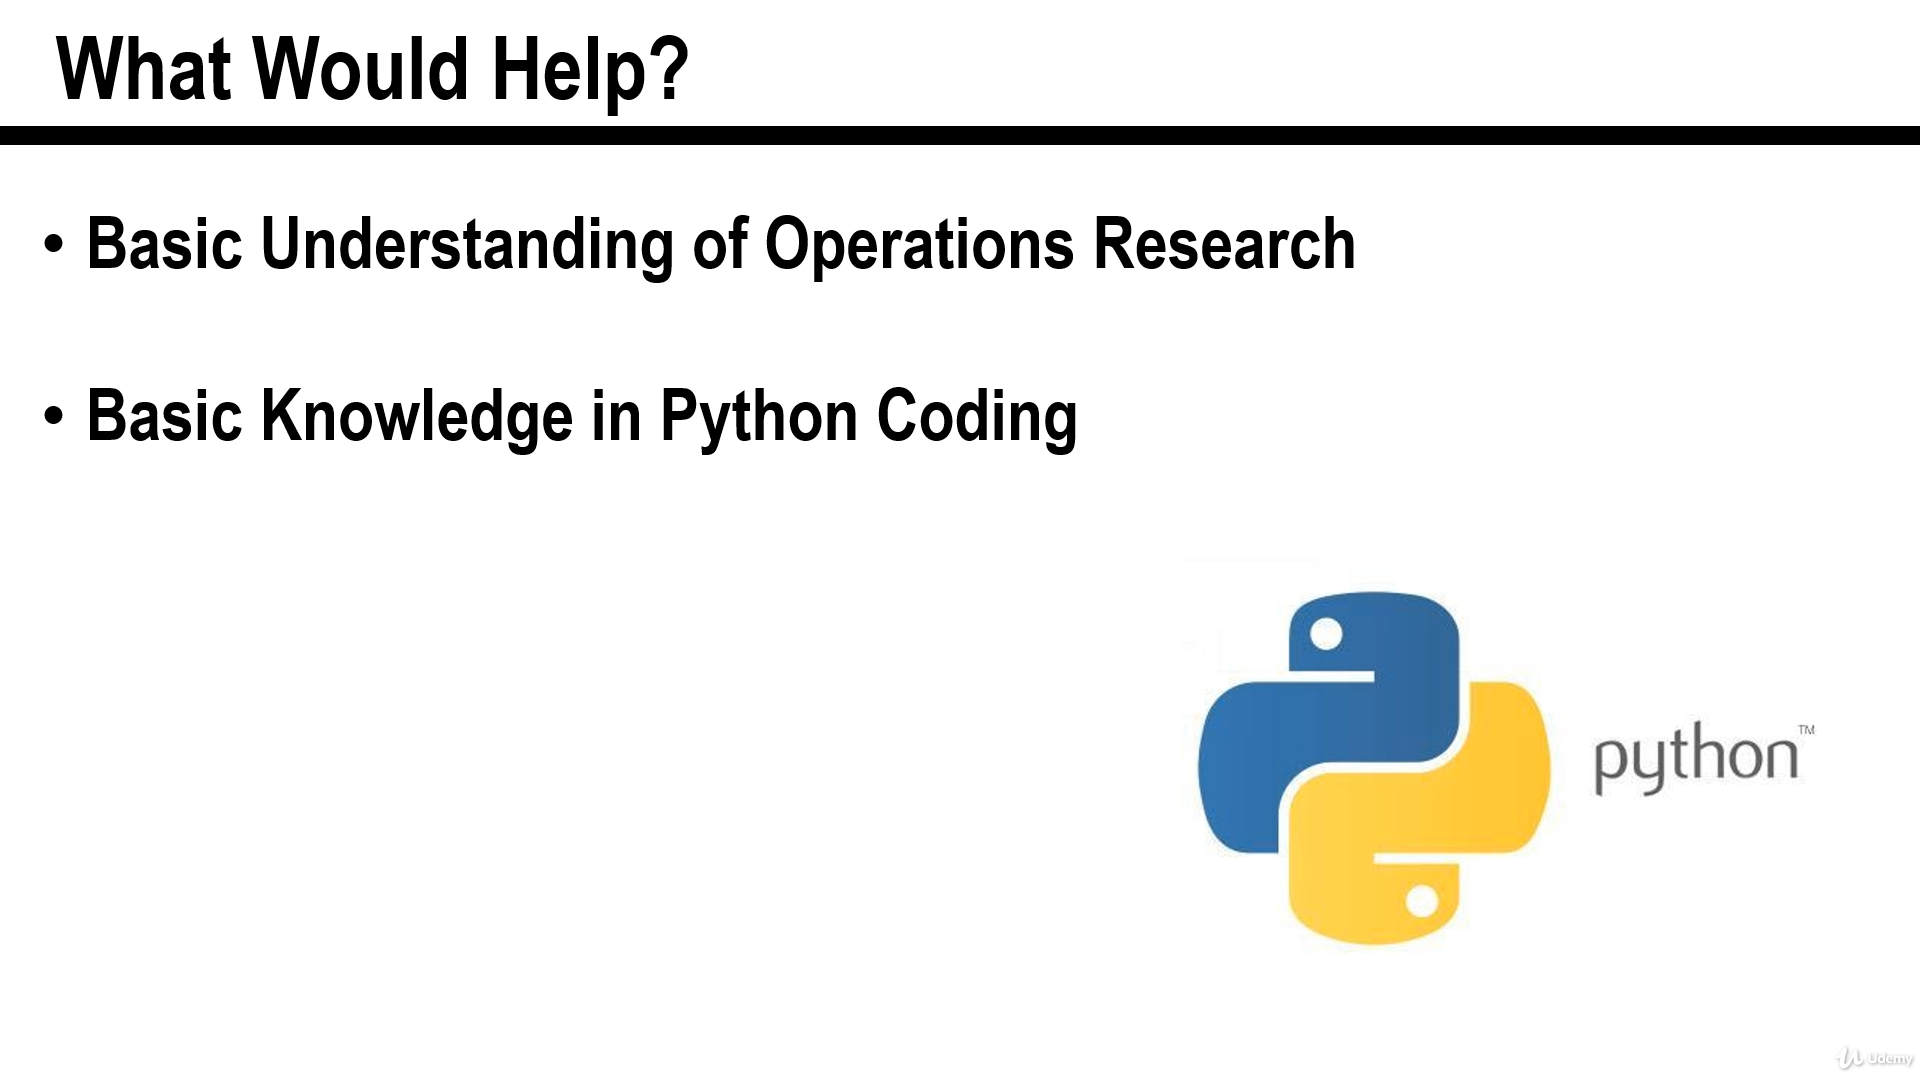 What Would Help?
• Basic Understanding of Operations Research
• Basic Knowledge in Python Coding
python™
Udemy